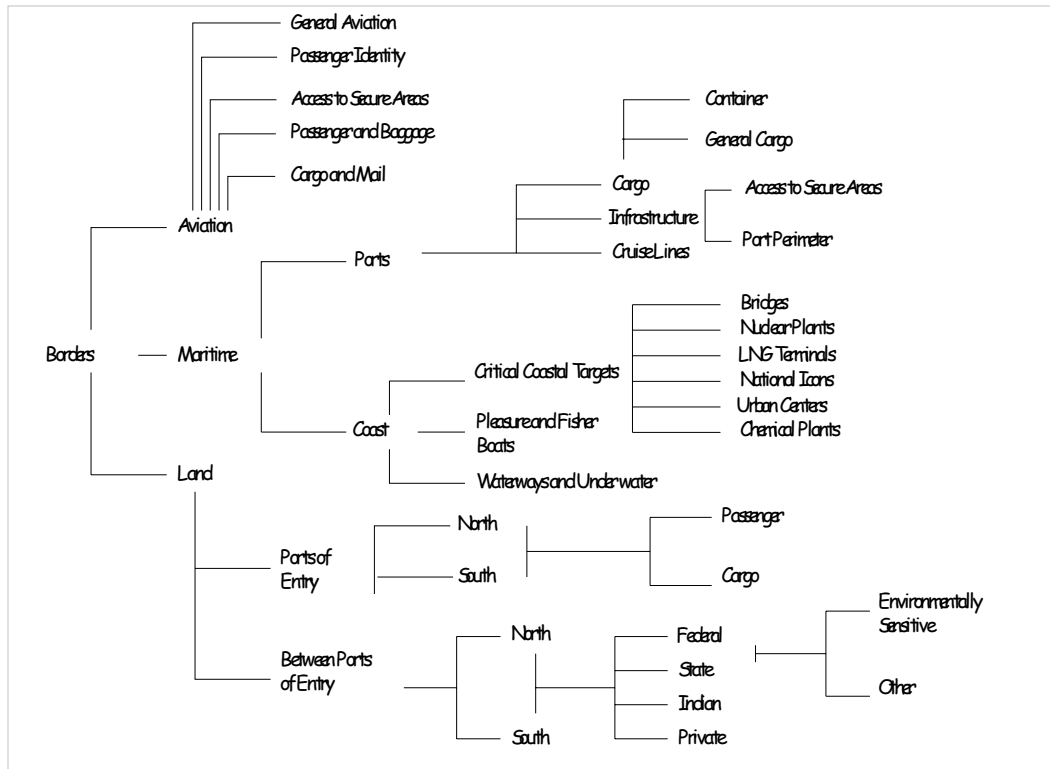 General Aviation
Passenger Identity
Access to Secure Areas
Container
Passenger and Baggage
General Cargo
Cargo and Mail
Cargo
Access to Secure Areas
Infrastructure
Aviation
Port Perimeter
Cruise Lines
Ports
Bridges
Nuclear Plants
Borders
Maritime
LNG Terminals
Critical Coastal Targets
National Icons
Urban Centers
Coast
Pleasure and Fisher
Boats
Chemical Plants
Land
Waterways and Underwater
North
Passenger
Ports of
Entry
South
Cargo
Environmentally
Sensitive
North
Federal
Between Ports
of Entry
State
Other
Indian
South
Private